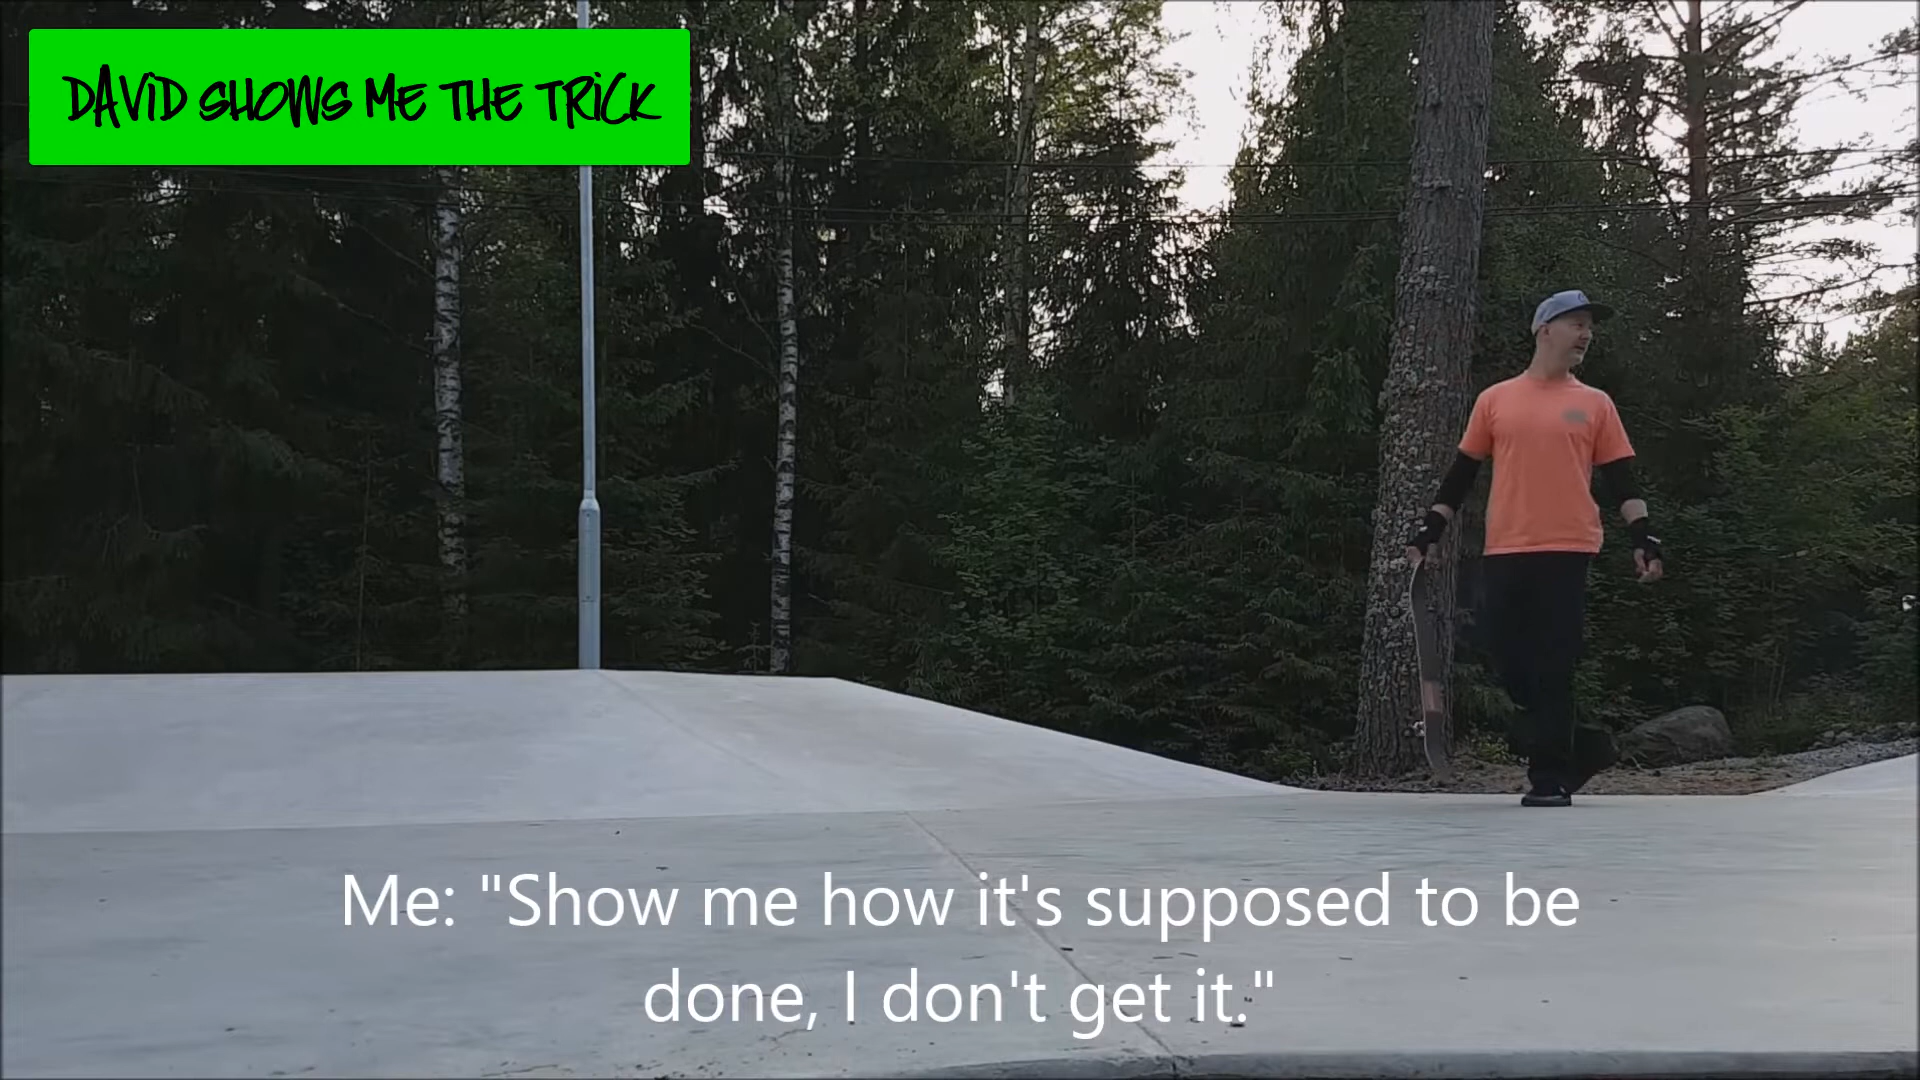 DAViD SHOWS ME THE TRiCK
Me: "Show me how it's supposed to be
done, I don't get it."